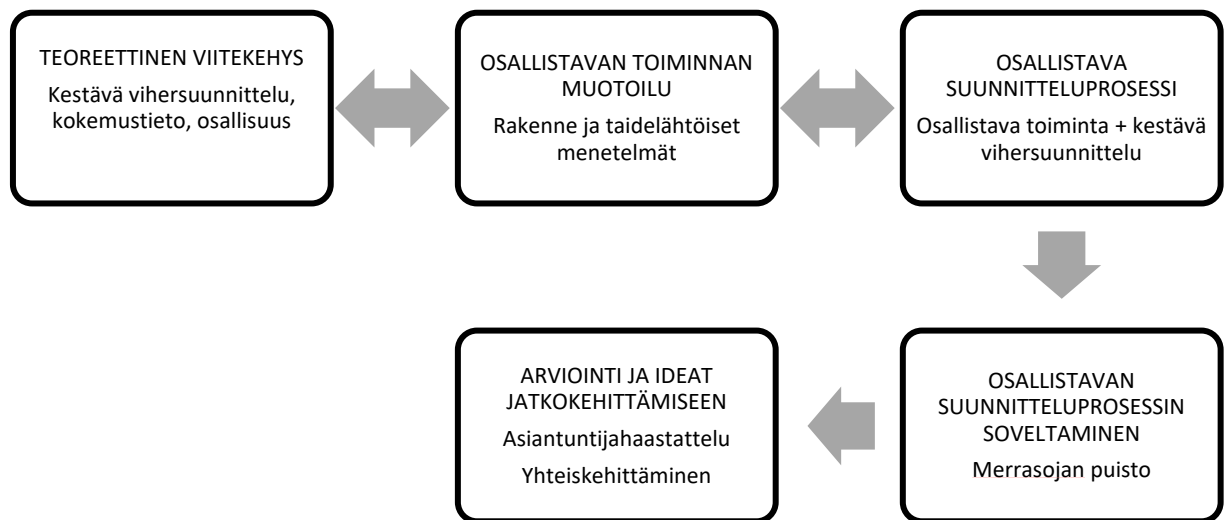 TEOREETTINEN VIITEKEHYS
Kestävä vihersuunnittelu,
kokemustieto, osallisuus
OSALLISTAVAN TOIMINNAN
MUOTOILU
Rakenne ja taidelähtöiset
menetelmät
OSALLISTAVA
SUUNNITTELUPROSESSI
Osallistava toiminta + kestävä
vihersuunnittelu
OSALLISTAVAN
SUUNNITTELUPROSESSIN
SOVELTAMINEN
Merrasojan puisto
ARVIOINTI JA IDEAT
JATKOKEHITTÄMISEEN
Asiantuntijahaastattelu
Yhteiskehittäminen